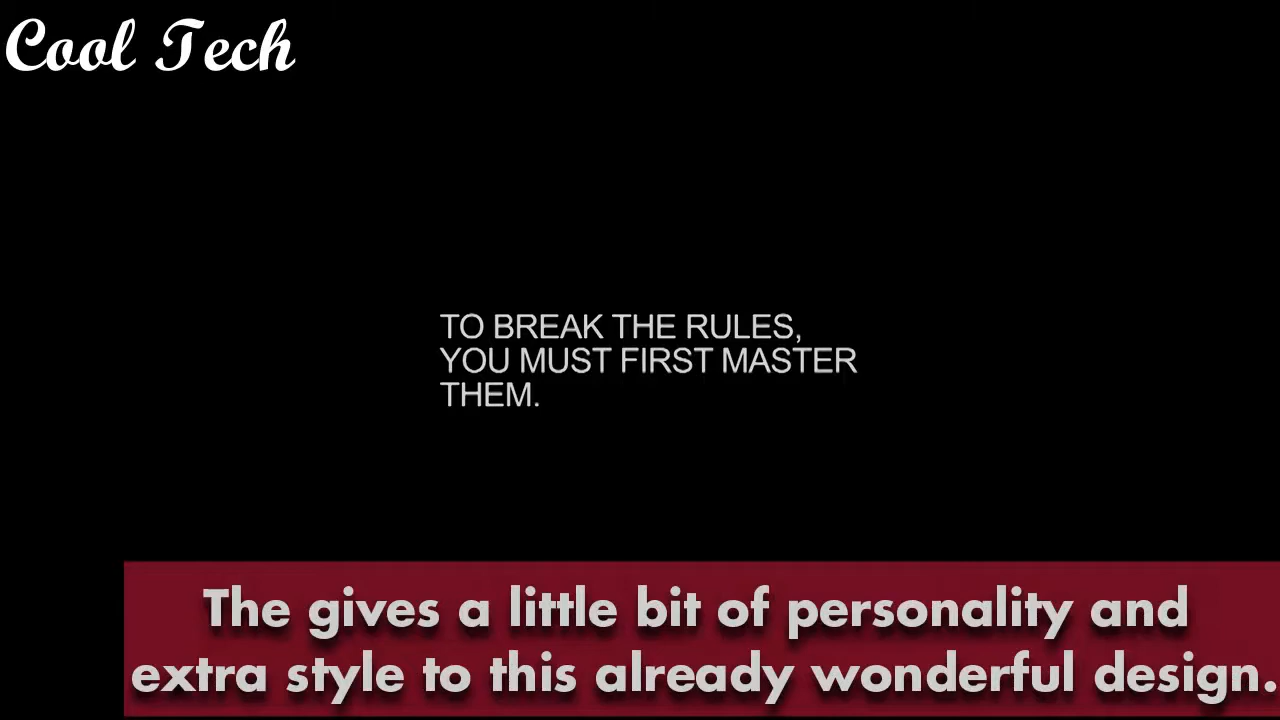 Cool Tech
TO BREAK THE RULES,
YOU MUST FIRST MASTER
THEM.
The gives a little bit of personality and
extra style to this already wonderful design.